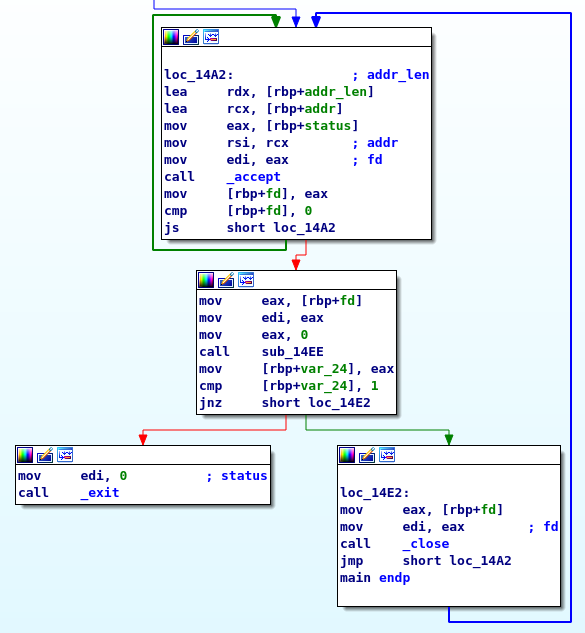 loc_14A2: ; addr_len
lea rdx, [rbp+addr_len]
lea rcx, [rbp+addr]
mov eax, [rbp+status]
mov rsi, rcx ; addr
mov edi, eax ; fd
call _accept
mov [rbp+fd], eax
cmp [rbp+fd], 0
js short loc_14A2
mov eax, [rbp+fd]
mov edi, eax
mov eax, 0
call sub_14EE
mov [rbp+var_24], eax
cmp [rbp+var_24], 1
jnz short loc_14E2
mov edi, 0 ; status
call _exit
loc_14E2:
mov eax, [rbp+fd]
mov edi, eax ; fd
call _close
jmp short loc_14A2
main endp